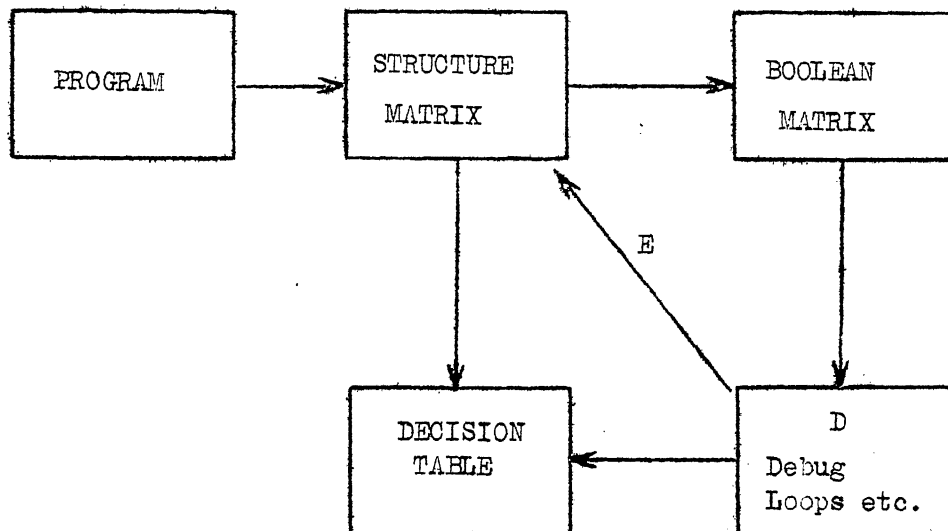 PROGRAM
STRUCTURE
MATRIX
BOOLEAN
MATRIX
E
DECISION
TABLE
D
Debug
Loops etc.